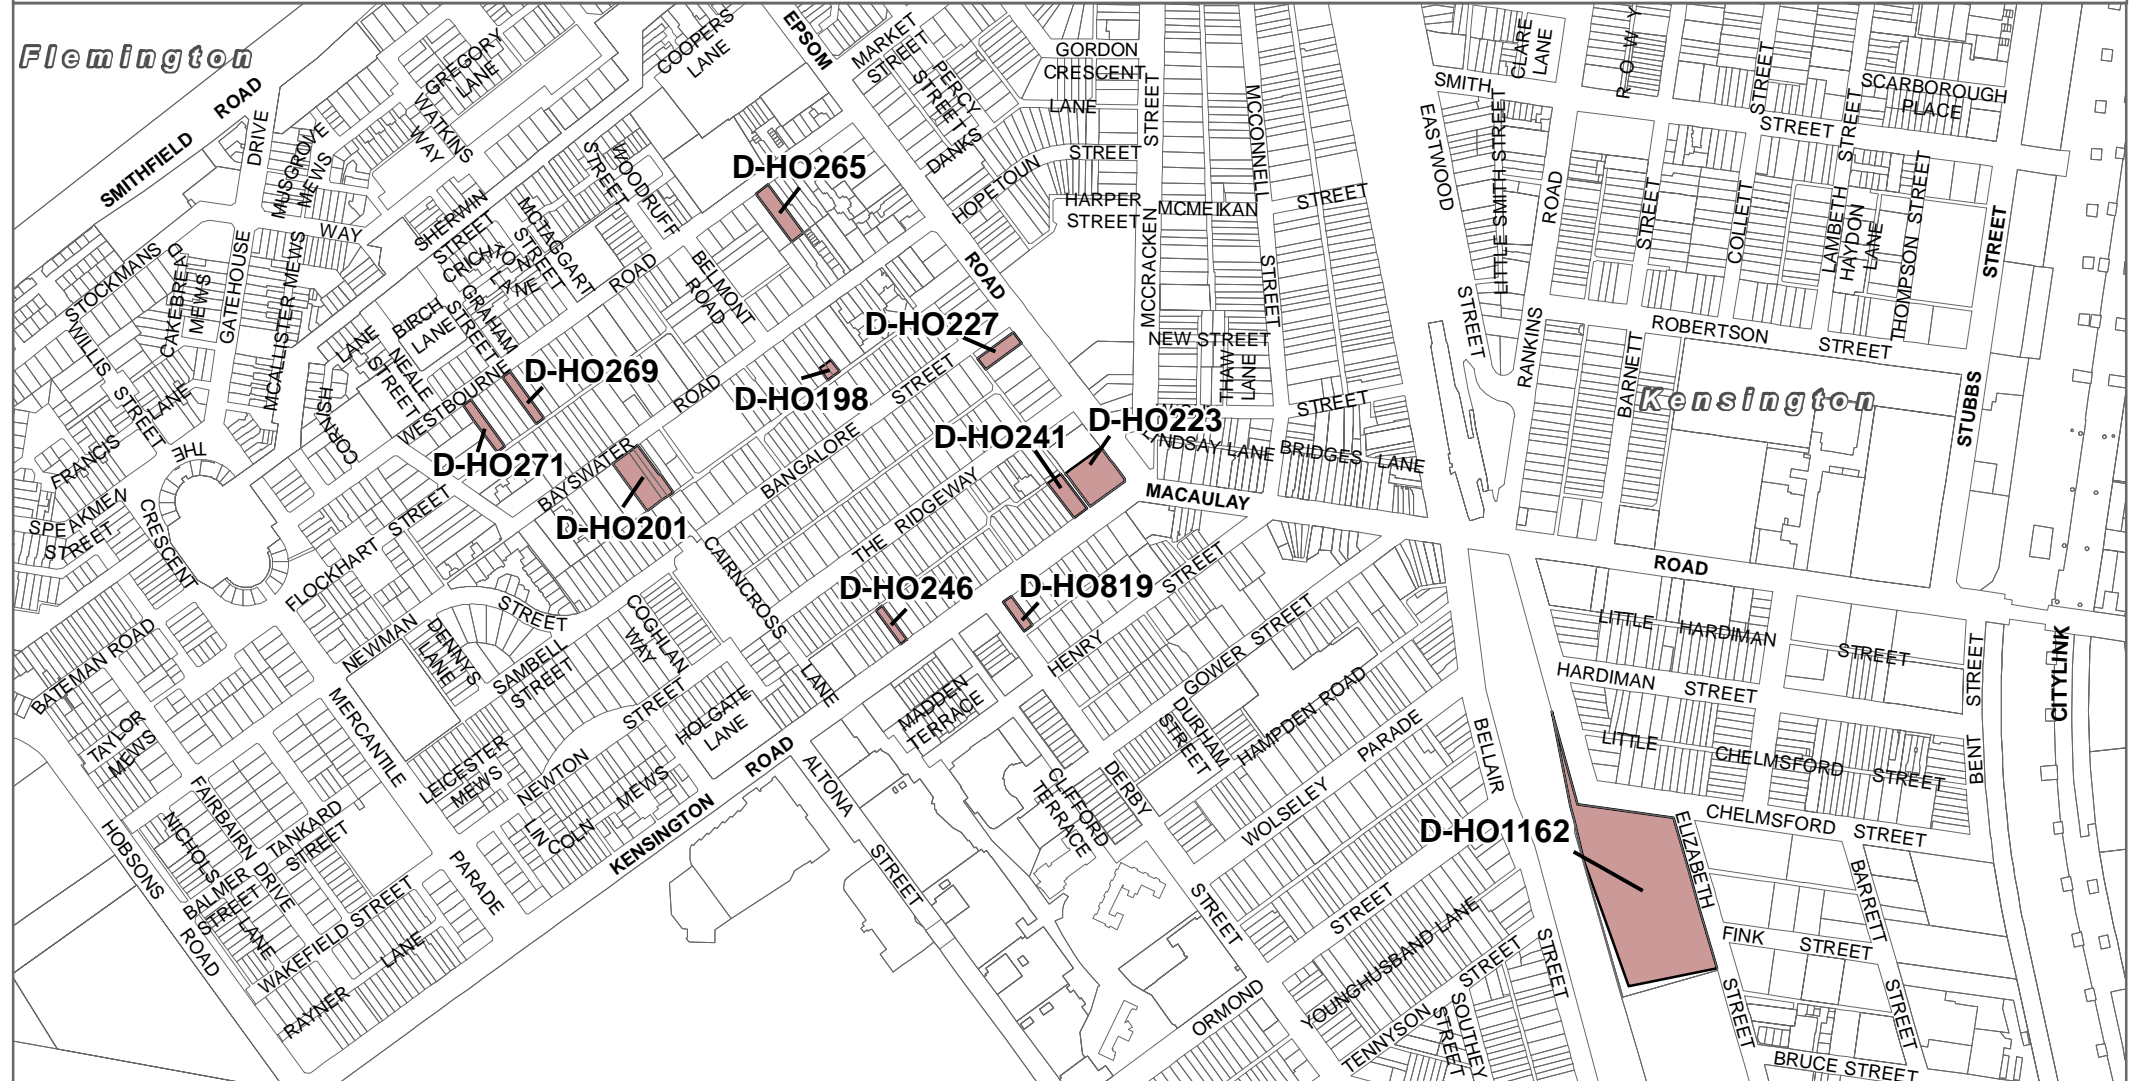 Flemington
SMITHFIELD
ROAD
DRIVE
MUSGROVE
MEWS
GREGORY
LANE
WATKINS
WAY
COOPERS
LANE
EPSOM
MARKET
STREET
PERCY
STREET
DANKS
HOPETOUN
GORDON
CRESCENT
LANE
STREET
HARPER
STREET
STREET
MCCRACKEN
MCMEIKAN
MCCONNELL
STREET
STREET
EASTWOOD
STREET
SMITH
CLARE
LANE
LITTLE SMITH STREET
ROAD
RANKINS
ROWY
STREET
STREET
STREET
SCARBOROUGH
PLACE
STREET
STREET
COLLETT
LAMBETH
HAYDON
LANE
THOMPSON STREET
STREET
STUBBS
ROBERTSON
STREET
BARNETT
Kensington
STOCKMANS
WAY
CAKEBREAD
MEWS
GATEHOUSE
MCALLISTER MEWS
WILLIS
STREET
LANE
FRANCIS
SPEAKMEN
STREET
THE
CRESCENT
CORNISH
LANE
SHERWIN
STREET
CRICHTON
LANE
MCTAGGART
STREET
WOODRUFF
STREET
BIRCH
LANE
GRAHAM
STREET
NEALE
STREET
WESTBOURNE
ROAD
BELMONT
ROAD
ROAD
D-HO265
D-HO227
D-HO269
D-HO198
D-HO271
D-HO201
D-HO241
D-HO223
D-HO246
D-HO819
D-HO1162
BAYSWATER
ROAD
BANGALORE
STREET
THE RIDGEWAY
CAIRNCROSS
LANE
NEW STREET
THAW
LANE
STREET
LINDSAY LANE
BRIDGES LANE
MACAULAY
ROAD
FLOCKHART STREET
NEWMAN
STREET
DENNYS
LANE
SAMBELL
STREET
COGHLAN
WAY
HOLGATE
LANE
BATEMAN ROAD
TAYLOR
MEWS
MERCANTILE
PARADE
LEICESTER
MEWS
NEWTON
STREET
LINCOLN
MEWS
KENSINGTON
ROAD
HOBSONS
ROAD
NICHOLS
LANE
FAIRBAIRN
DRIVE
TANKARD
STREET
BALMER
STREET
WAKEFIELD STREET
RAYNER
LANE
ALTONA
STREET
MADDEN
TERRACE
CLIFFORD
TERRACE
DERBY
STREET
HENRY
STREET
GOWER STREET
DURHAM
STREET
HAMPDEN ROAD
WOLSELEY PARADE
BELLAIR
STREET
ORMOND
STREET
YOUNGHUSBAND LANE
TENNYSON
STREET
SOUTHEY
STREET
LITTLE HARDIMAN
STREET
HARDIMAN STREET
LITTLE CHELMSFORD STREET
CHELMSFORD STREET
BENT STREET
CITYLINK
ELIZABETH
STREET
BARRETT
STREET
FINK STREET
BRUCE STREET